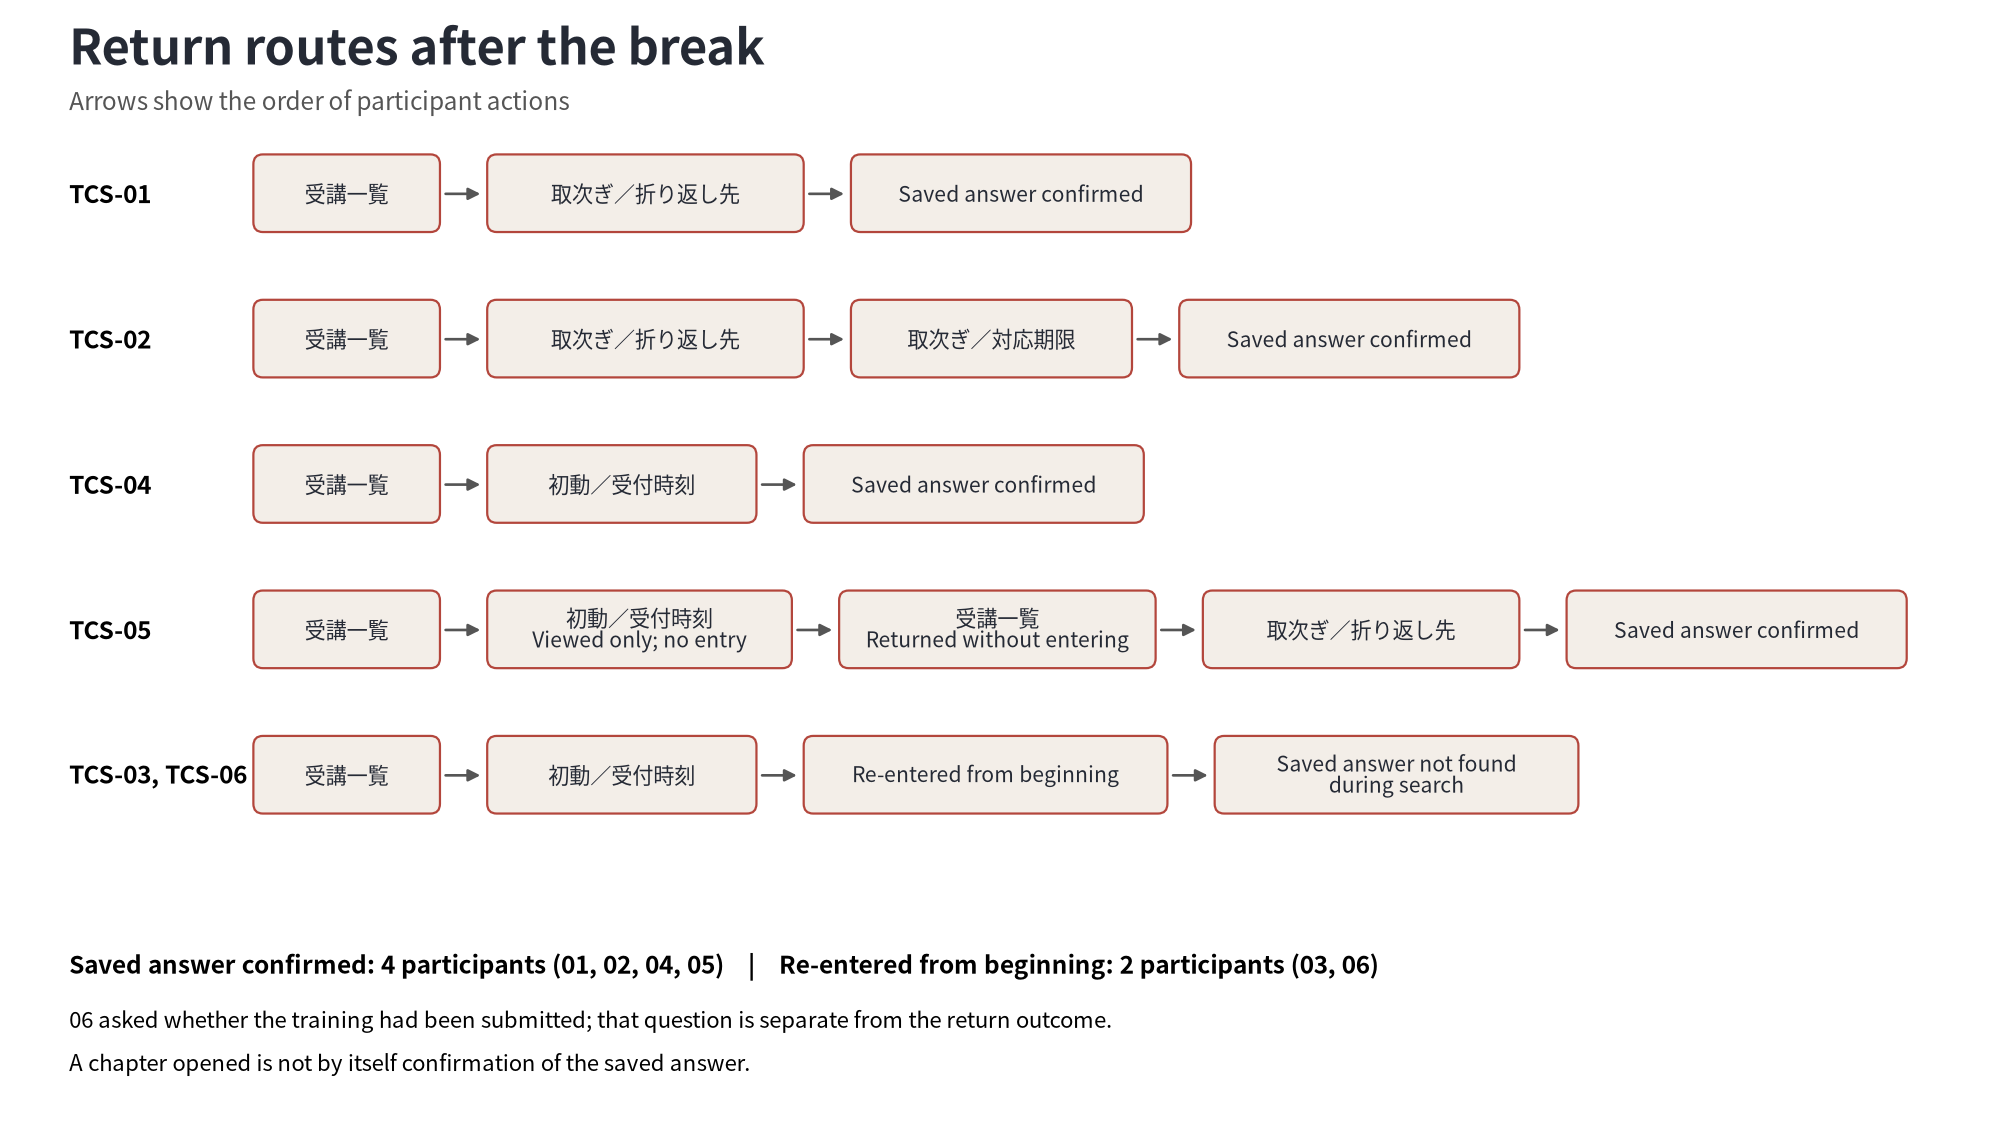 Return routes after the break
Arrows show the order of participant actions
TCS-01
受講一覧
取次ぎ／折り返し先
Saved answer confirmed
TCS-02
受講一覧
取次ぎ／折り返し先
取次ぎ／対応期限
Saved answer confirmed
TCS-04
受講一覧
初動／受付時刻
Saved answer confirmed
TCS-05
受講一覧
初動／受付時刻
Viewed only; no entry
受講一覧
Returned without entering
取次ぎ／折り返し先
Saved answer confirmed
TCS-03, TCS-06
受講一覧
初動／受付時刻
Re-entered from beginning
Saved answer not found
during search
Saved answer confirmed: 4 participants (01, 02, 04, 05) | Re-entered from beginning: 2 participants (03, 06)
06 asked whether the training had been submitted; that question is separate from the return outcome.
A chapter opened is not by itself confirmation of the saved answer.